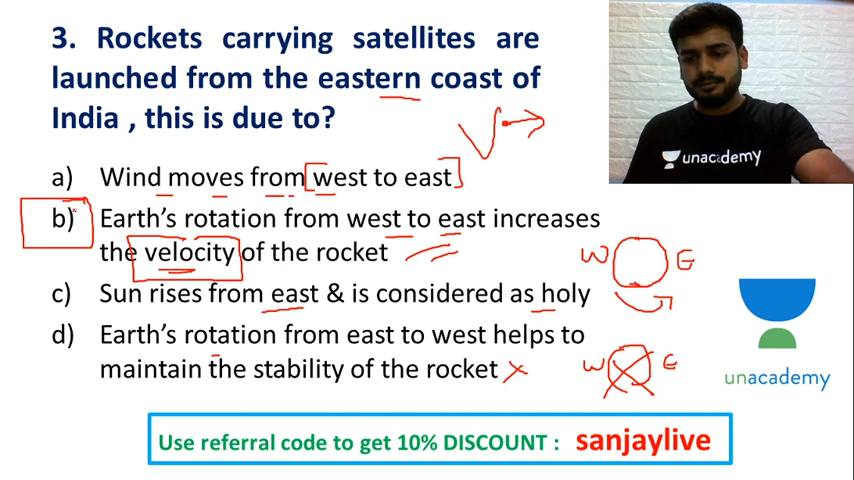 3. Rockets carrying satellites are
launched from the eastern coast of
India , this is due to?
a) Wind moves from west to east
b) Earth's rotation from west to east increases
the velocity of the rocket
c) Sun rises from east & is considered as holy
d) Earth's rotation from east to west helps to
maintain the stability of the rocket
unacademy
W E
W E
unacademy
Use referral code to get 10% DISCOUNT : sanjaylive